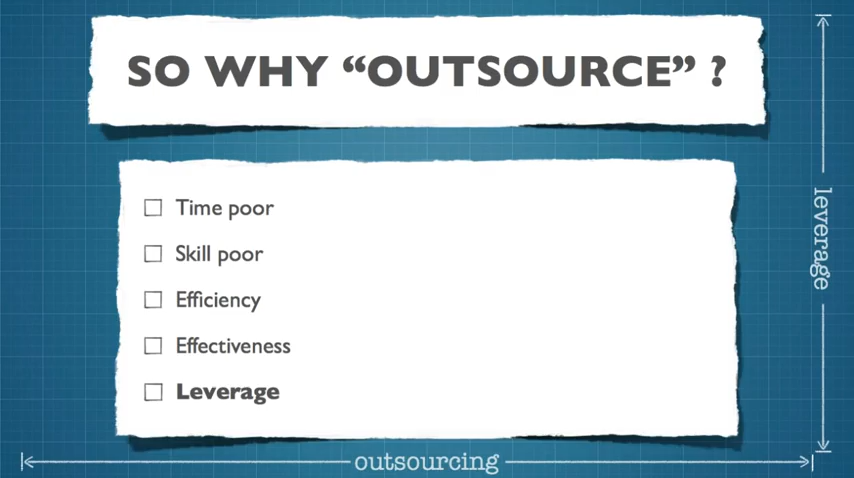 SO WHY “OUTSOURCE” ?
Time poor
Skill poor
Efficiency
Effectiveness
Leverage
leverage
outsourcing